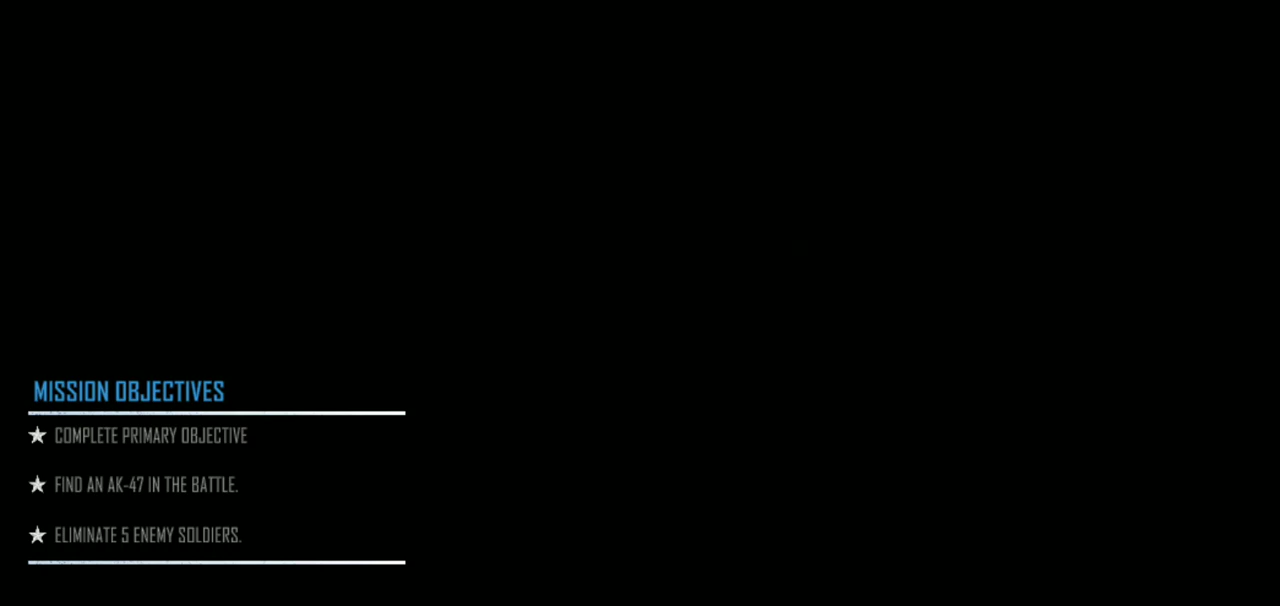 MISSION OBJECTIVES
COMPLETE PRIMARY OBJECTIVE
FIND AN AK-47 IN THE BATTLE.
ELIMINATE 5 ENEMY SOLDIERS.